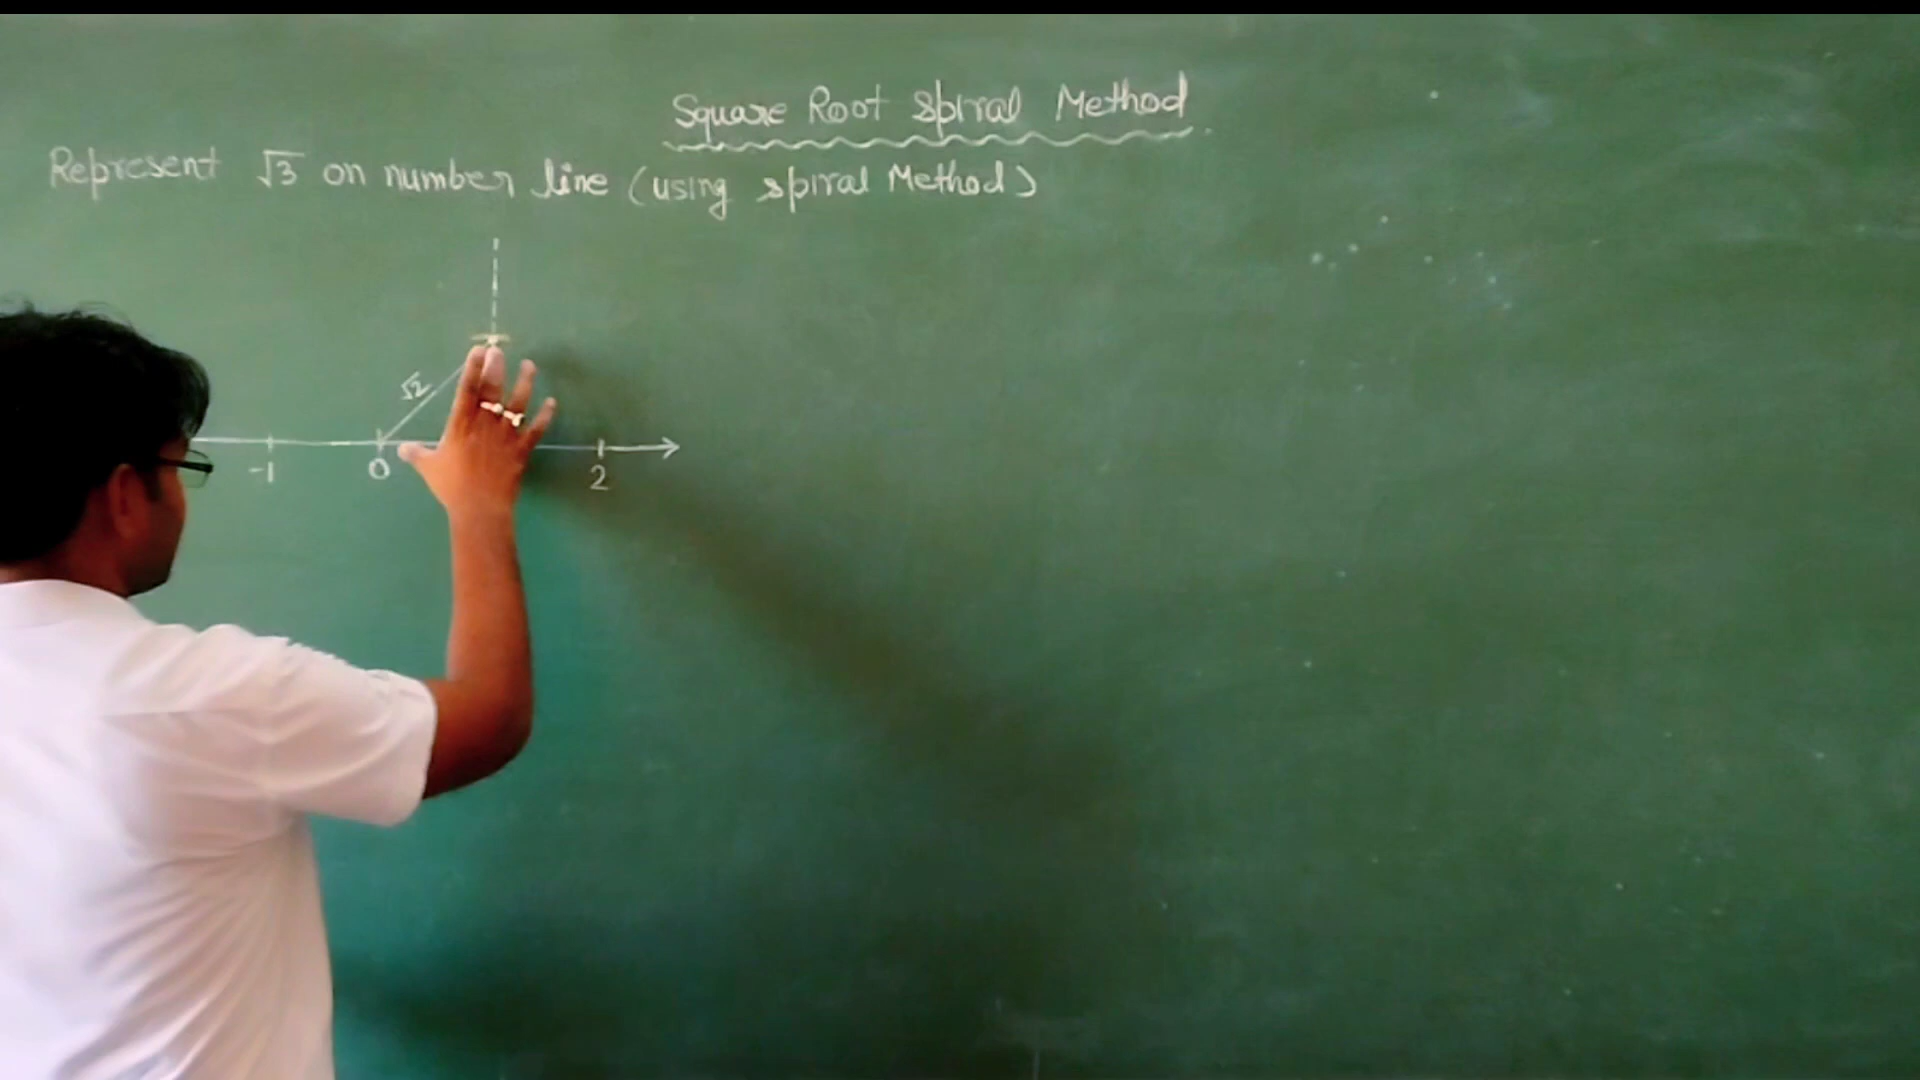 Square Root Spiral Method
Represent √3 on number line (using spiral Method)
√2
-1 0 2